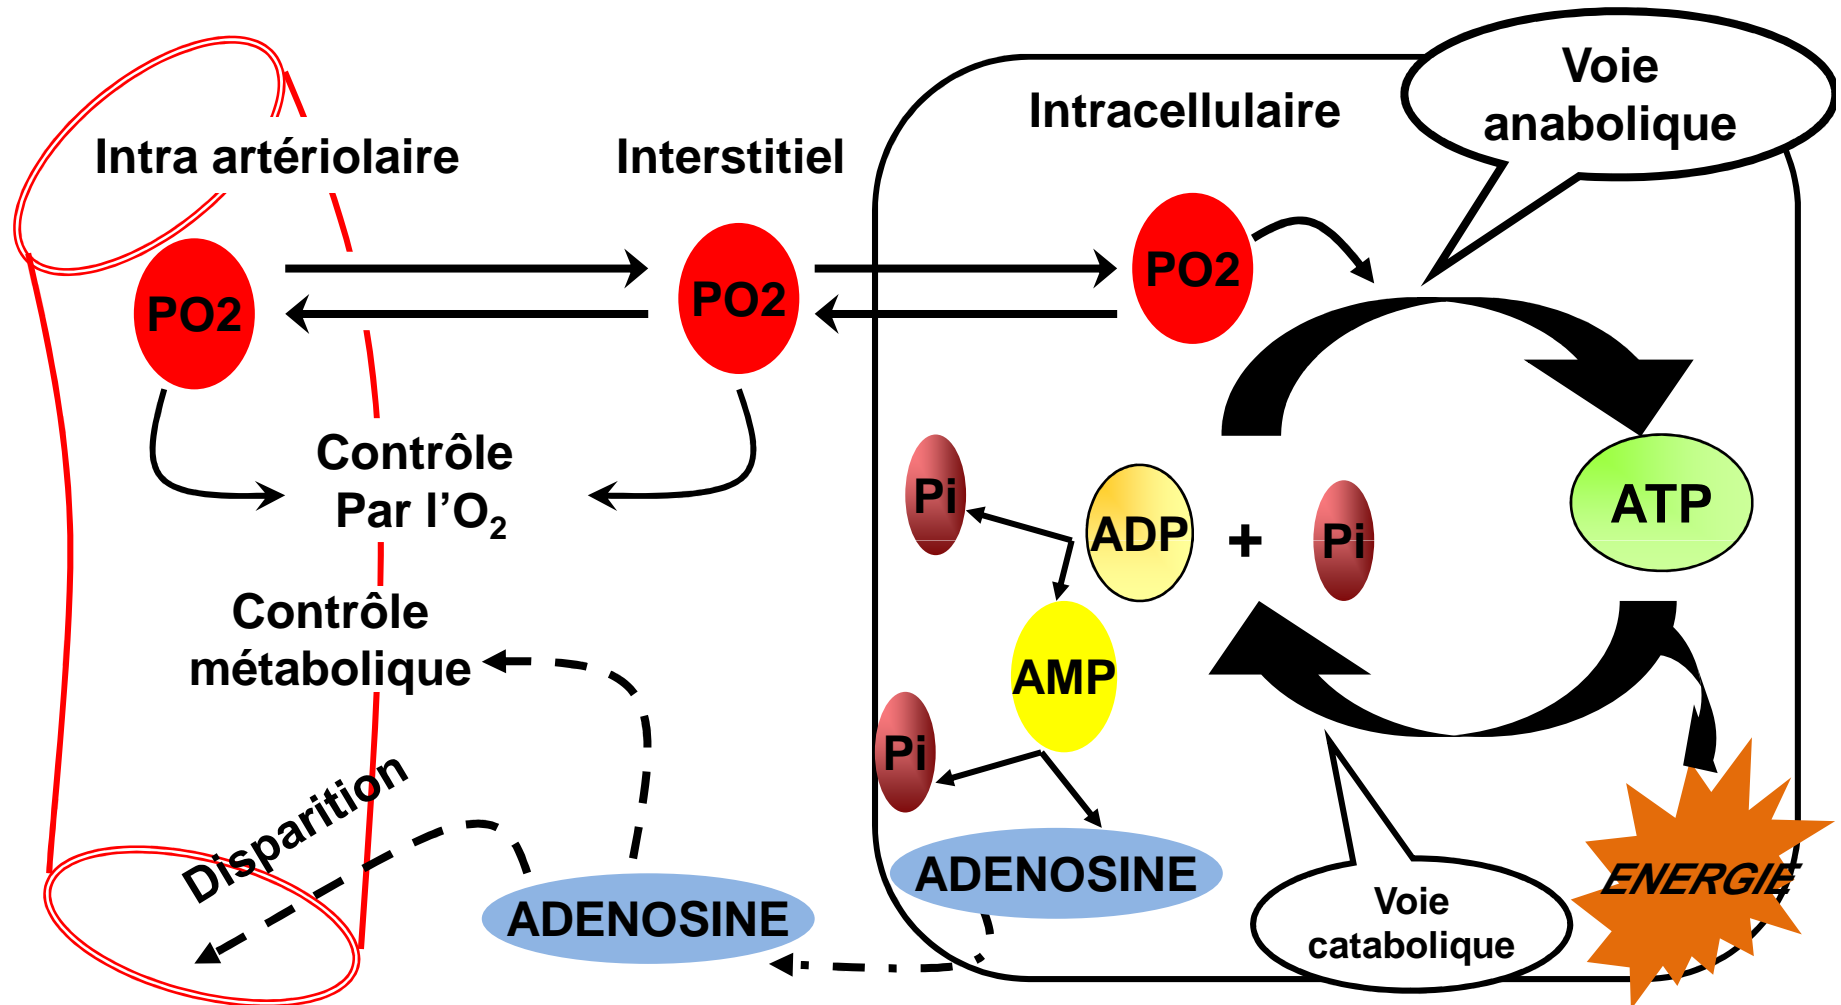 Voie
anabolique
Intracellulaire
Intra artériolaire
Interstitiel
PO2
PO2
PO2
Contrôle
Par l’O₂
Pi
ADP
+
Pi
ATP
Contrôle
métabolique
AMP
Pi
Disparition
ADENOSINE
ADENOSINE
Voie
catabolique
ENERGIE